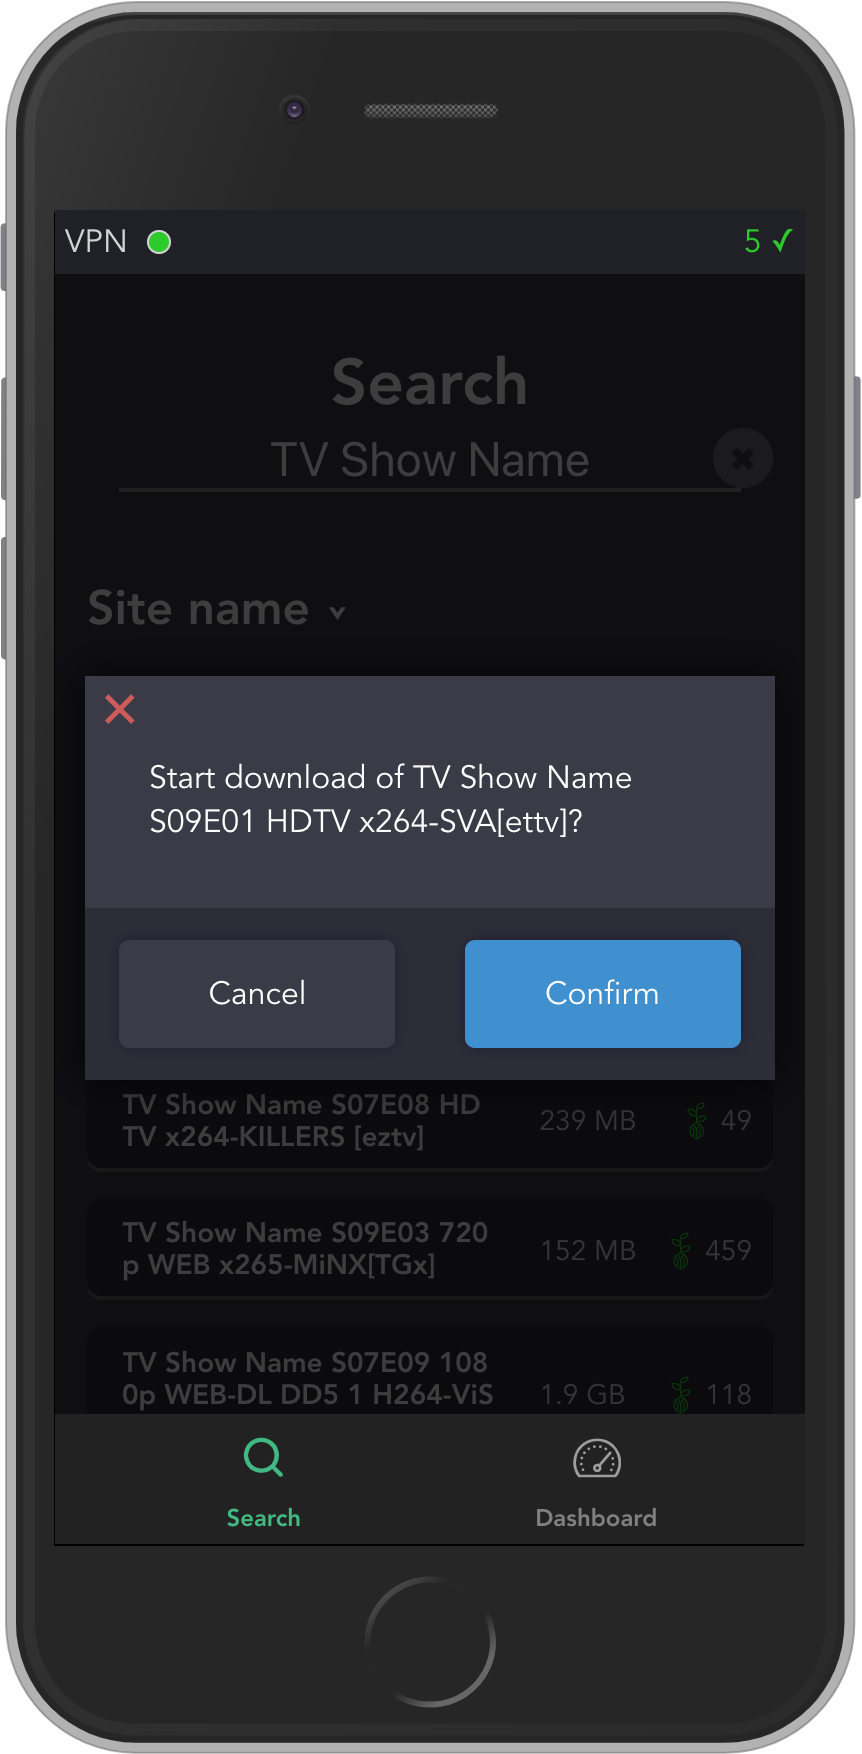 VPN
5 ✓
Search
TV Show Name
Site name
Start download of TV Show Name
S09E01 HDTV x264-SVA[ettv]?
Cancel
Confirm
TV Show Name S07E08 HD
TV x264-KILLERS [eztv]
239 MB
49
TV Show Name S09E03 720
p WEB x265-MiNX[TGx]
152 MB
459
TV Show Name S07E09 108
0p WEB-DL DD5 1 H264-ViS
1.9 GB
118
Search
Dashboard